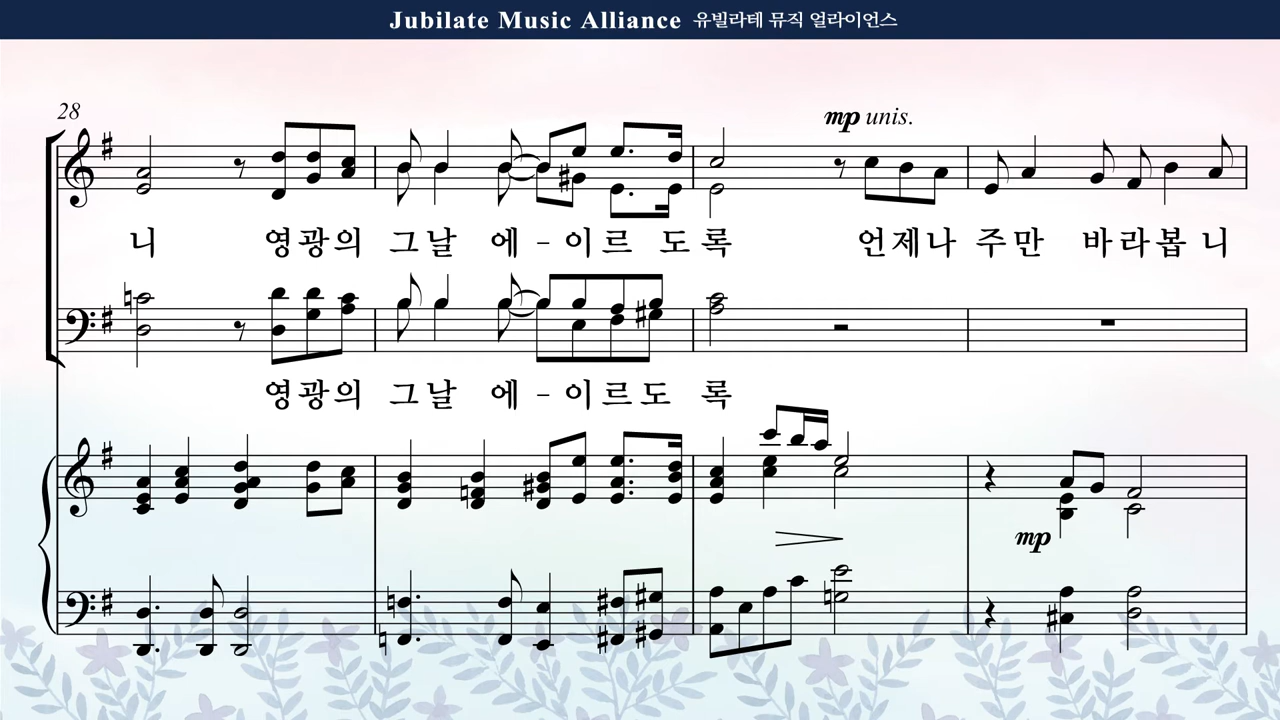 Jubilate Music Alliance 유빌라테 뮤직 얼라이언스
28
mp unis.
니 영광의 그날 에 - 이르 도 록 언제나 주만 바라봅 니
영광의 그날 에 - 이르도 록
mp